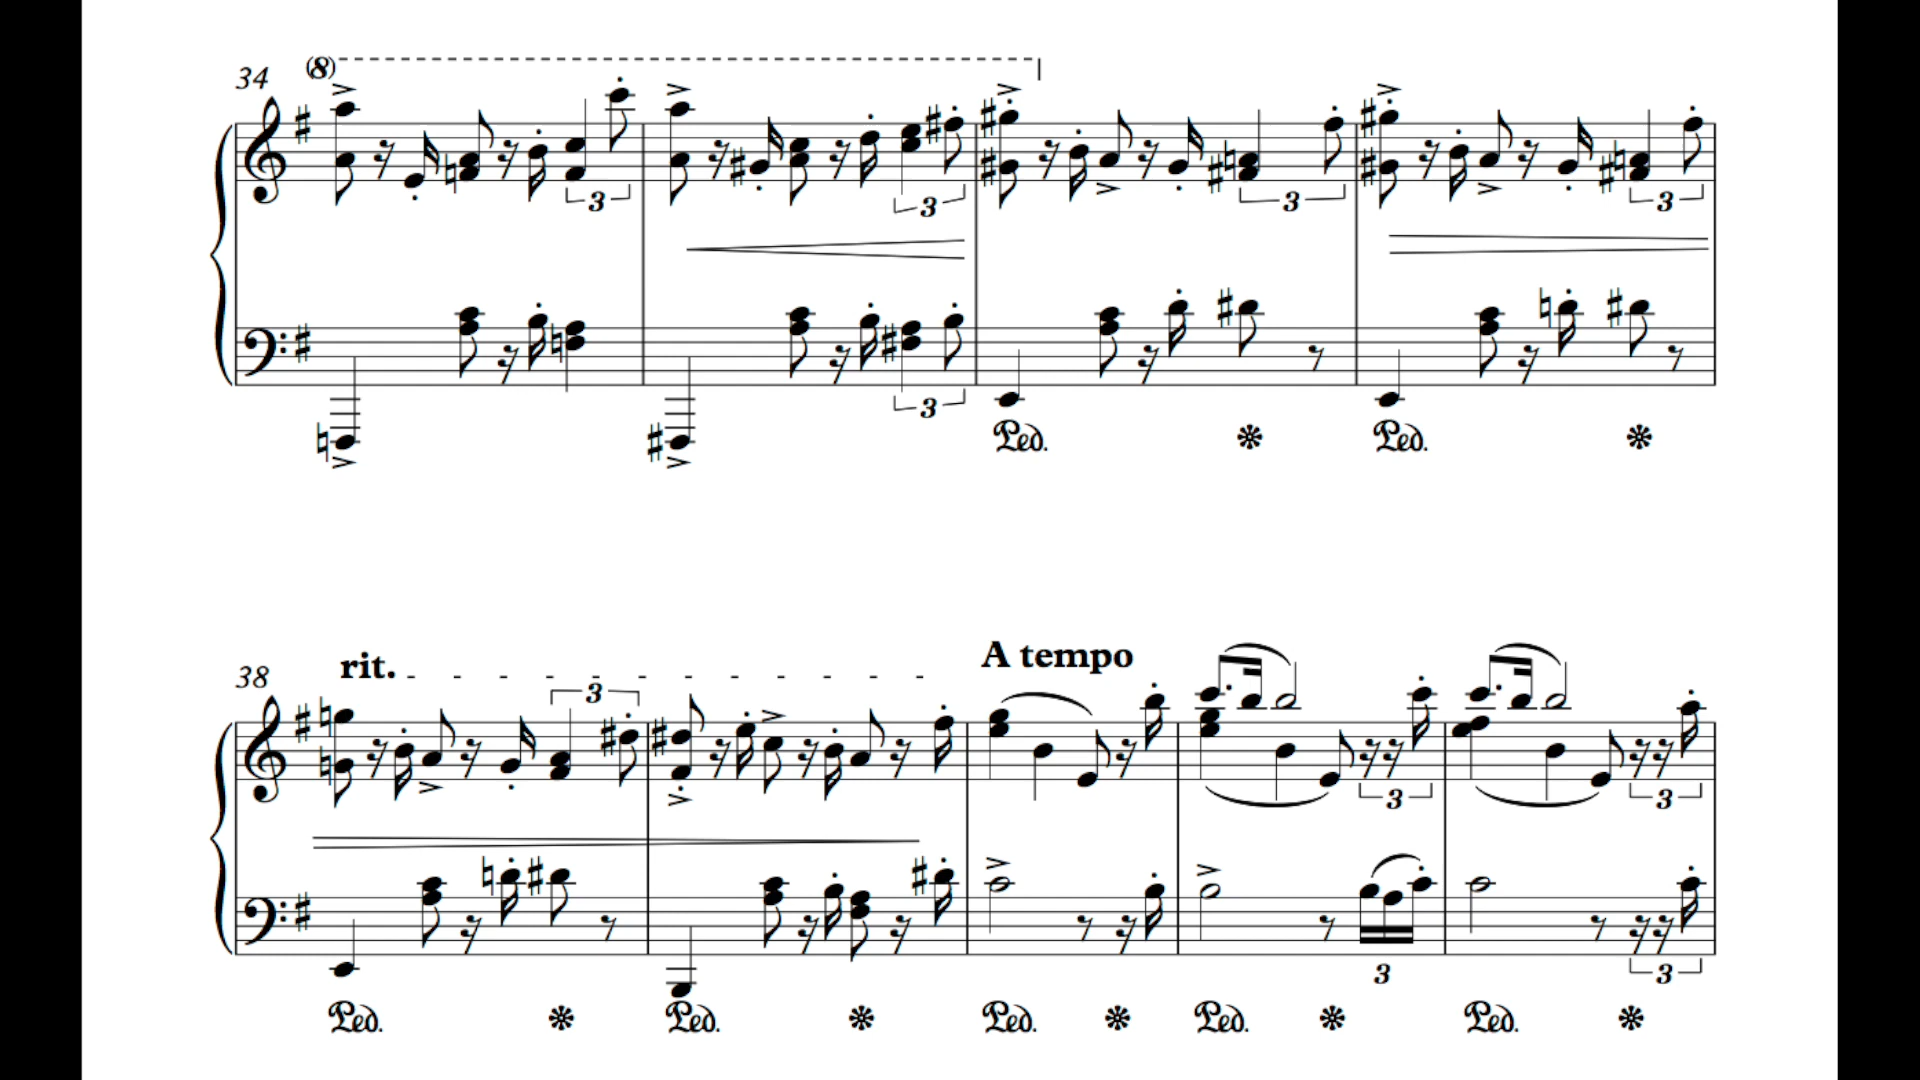 34 (8)
3 3 3 3
3
Ped. Ped.
38 rit. A tempo
3
3 3
3 3
Ped. Ped. Ped. Ped. Ped.